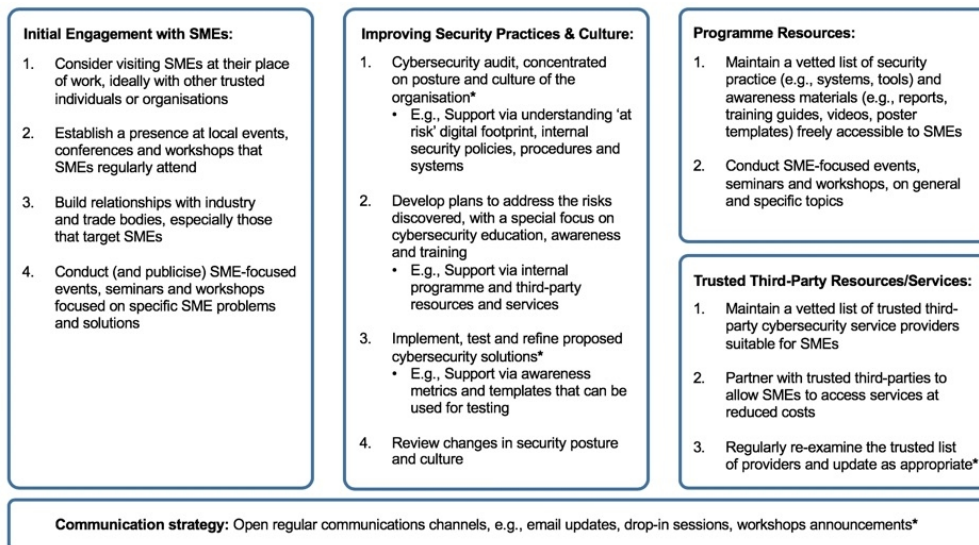 Initial Engagement with SMEs:
1. Consider visiting SMEs at their place
of work, ideally with other trusted
individuals or organisations
2. Establish a presence at local events,
conferences and workshops that
SMEs regularly attend
3. Build relationships with industry
and trade bodies, especially those
that target SMEs
4. Conduct (and publicise) SME-focused
events, seminars and workshops
focused on specific SME problems
and solutions
Improving Security Practices & Culture:
1. Cybersecurity audit, concentrated
on posture and culture of the
organisation*
• E.g., Support via understanding ‘at
risk’ digital footprint, internal
security policies, procedures and
systems
2. Develop plans to address the risks
discovered, with a special focus on
cybersecurity education, awareness
and training
• E.g., Support via internal
programme and third-party
resources and services
3. Implement, test and refine proposed
cybersecurity solutions*
• E.g., Support via awareness
metrics and templates that can be
used for testing
4. Review changes in security posture
and culture
Programme Resources:
1. Maintain a vetted list of security
practice (e.g., systems, tools) and
awareness materials (e.g., reports,
training guides, videos, poster
templates) freely accessible to SMEs
2. Conduct SME-focused events,
seminars and workshops, on general
and specific topics
Trusted Third-Party Resources/Services:
1. Maintain a vetted list of trusted third-
party cybersecurity service providers
suitable for SMEs
2. Partner with trusted third-parties to
allow SMEs to access services at
reduced costs
3. Regularly re-examine the trusted list
of providers and update as appropriate*
Communication strategy: Open regular communications channels, e.g., email updates, drop-in sessions, workshops announcements*